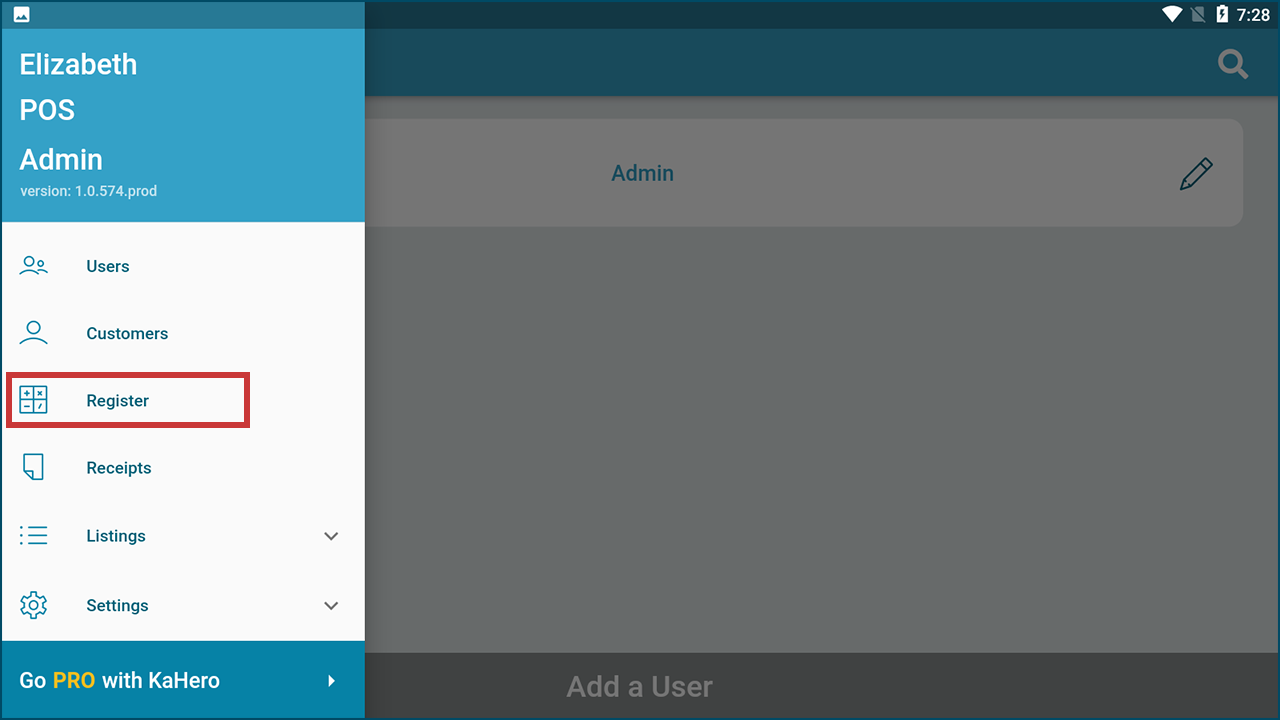 7:28
Elizabeth
POS
Admin
version: 1.0.574.prod
Admin
Users
Customers
Register
Receipts
Listings
Settings
Go PRO with KaHero
Add a User